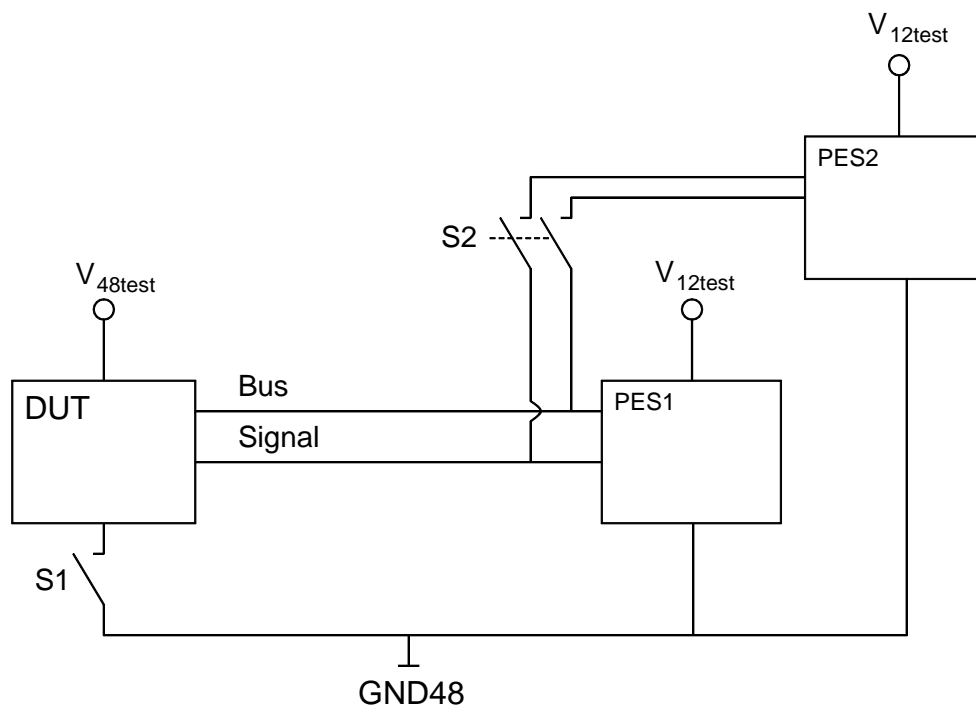 V12test
PES2
S2
V48test
V12test
DUT
Bus
PES1
Signal
S1
GND48